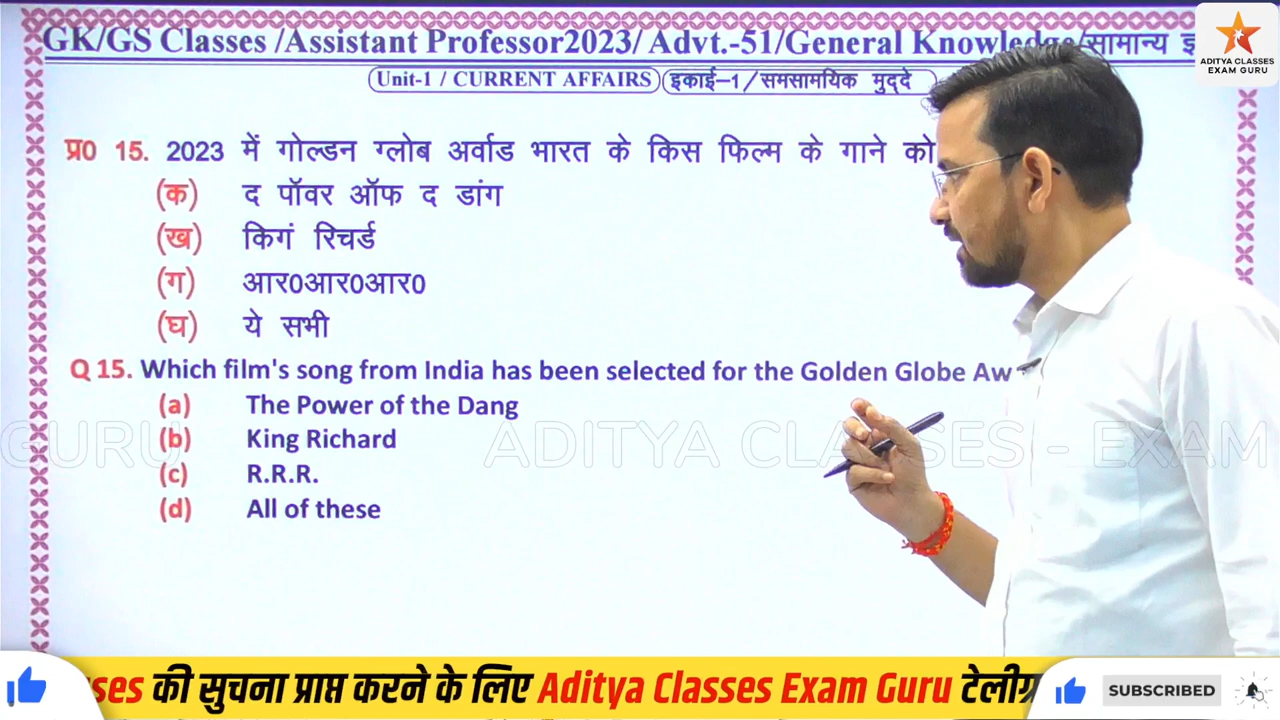 GK/GS Classes /Assistant Professor2023/ Advt.-51/General Knowledge/सामान्य
ADITYA CLASSES
EXAM GURU
Unit-1 / CURRENT AFFAIRS इकाई–1/समसामयिक मुद्दे
प्र0 15. 2023 में गोल्डन ग्लोब अर्वाड भारत के किस फिल्म के गाने को
(क) द पॉवर ऑफ द डांग
(ख) किगं रिचर्ड
(ग) आर0आर0आर0
(घ) ये सभी
Q 15. Which film's song from India has been selected for the Golden Globe Aw
(a) The Power of the Dang
(b) King Richard
(c) R.R.R.
(d) All of these
GURU ADITYA CLASSES - EXAM
sses की सुचना प्राप्त करने के लिए Aditya Classes Exam Guru
SUBSCRIBED